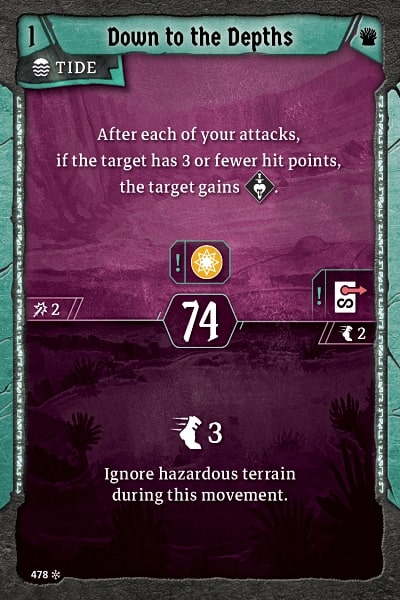 1
Down to the Depths
TIDE
After each of your attacks,
if the target has 3 or fewer hit points,
the target gains .
!
!
S
2
74
2
3
Ignore hazardous terrain
during this movement.
478